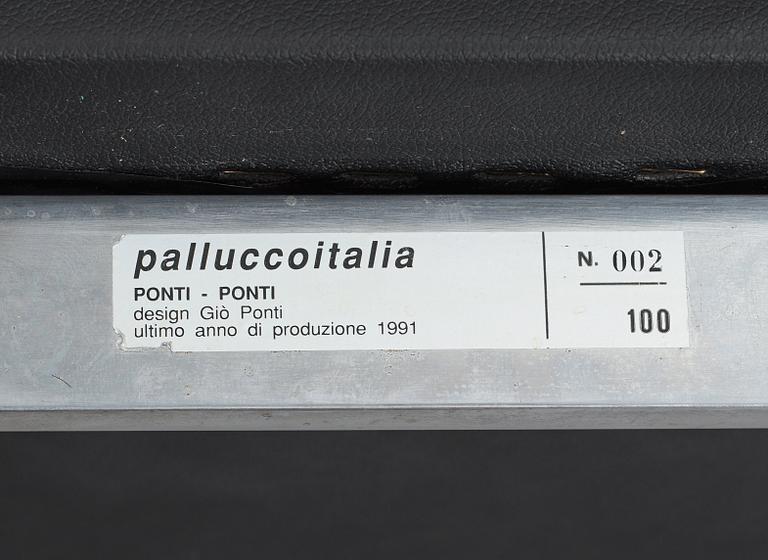 palluccoitalia
PONTI - PONTI
design Giò Ponti
ultimo anno di produzione 1991
N. 002
100